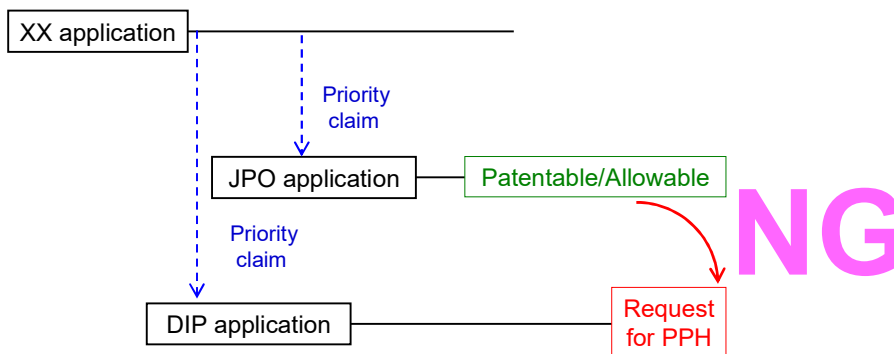 XX application
Priority
claim
JPO application
Patentable/Allowable
NG
Priority
claim
DIP application
Request
for PPH